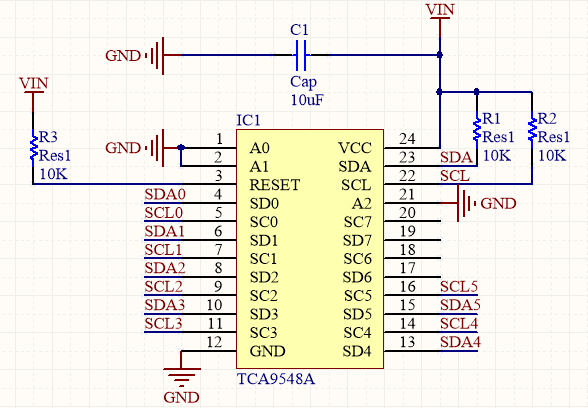 VIN
C1
GND
Cap
10uF
VIN
IC1
R3
Res1
10K
R1
Res1
10K
R2
Res1
10K
GND
1 A0 VCC 24
2 A1 SDA 23 SDA
3 RESET SCL 22 SCL
SDA0 4 SD0 A2 21 GND
SCL0 5 SC0 SC7 20
SDA1 6 SD1 SD7 19
SCL1 7 SC1 SC6 18
SDA2 8 SD2 SD6 17
SCL2 9 SC2 SC5 16 SCL5
SDA3 10 SD3 SD5 15 SDA5
SCL3 11 SC3 SC4 14 SCL4
12 GND SD4 13 SDA4
TCA9548A
GND